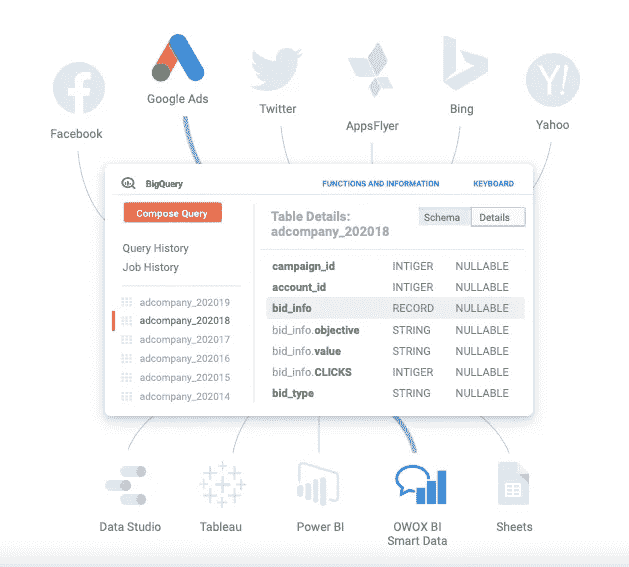 Facebook
Google Ads
Twitter
AppsFlyer
Bing
Y!
Yahoo
BigQuery
FUNCTIONS AND INFORMATION
KEYBOARD
Compose Query
Query History
Job History
adcompany_202019
adcompany_202018
adcompany_202017
adcompany_202016
adcompany_202015
adcompany_202014
Table Details:
adcompany_202018
Schema
Details
campaign_id INTIGER NULLABLE
account_id INTIGER NULLABLE
bid_info RECORD NULLABLE
bid_info.objective STRING NULLABLE
bid_info.value STRING NULLABLE
bid_info.CLICKS INTIGER NULLABLE
bid_type STRING NULLABLE
Data Studio
Tableau
Power BI
OWOX BI
Smart Data
Sheets